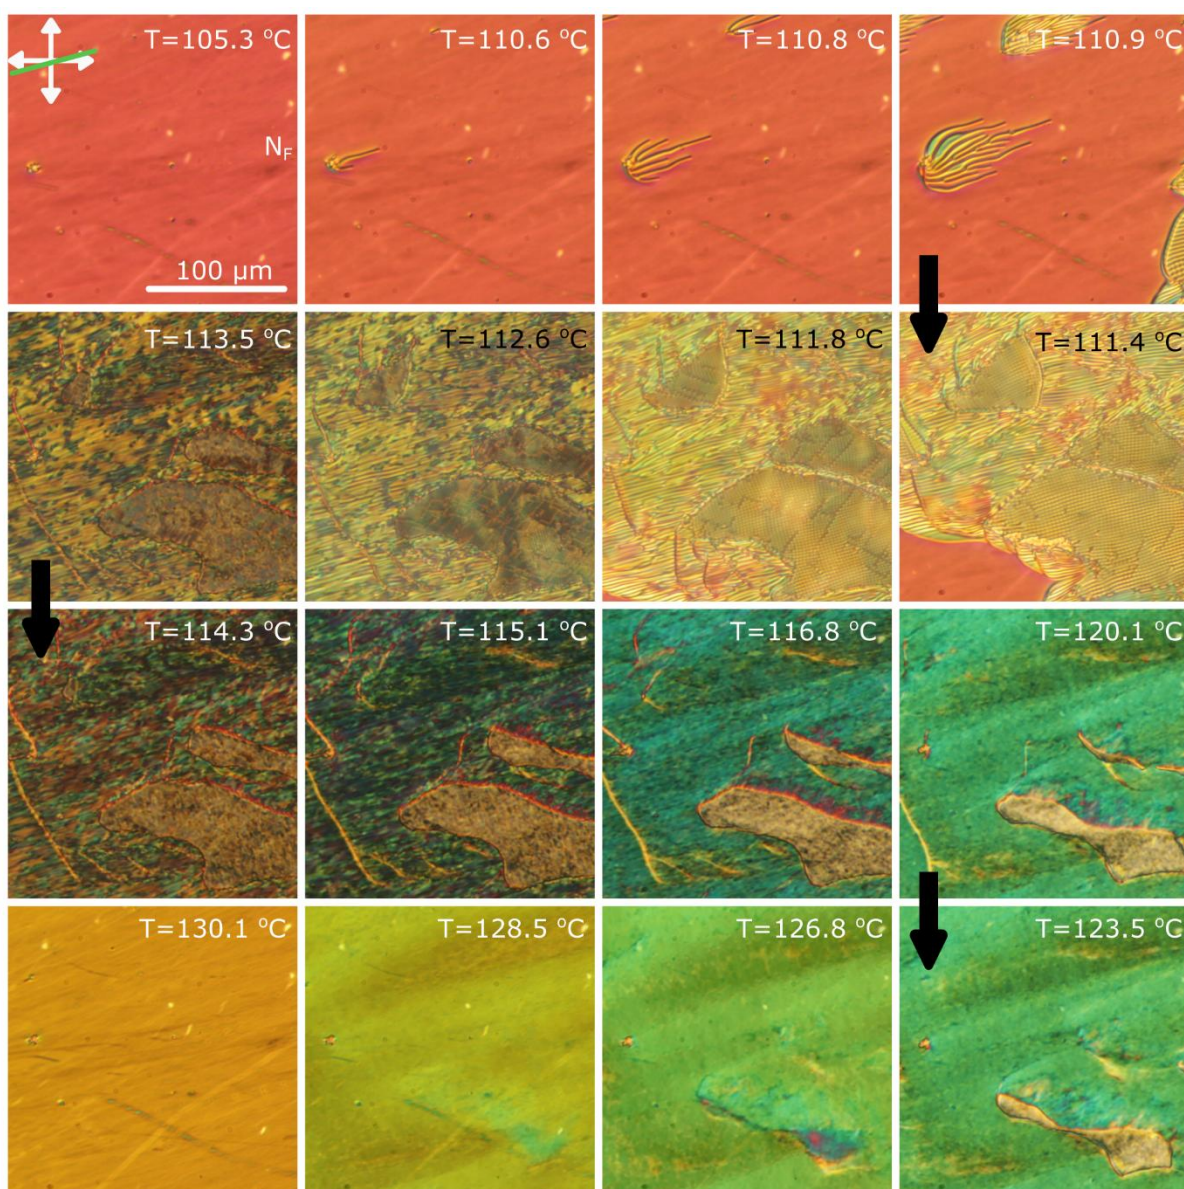 T=105.3 °C
T=110.6 °C
T=110.8 °C
T=110.9 °C
N_F
100 μm
T=113.5 °C
T=112.6 °C
T=111.8 °C
T=111.4 °C
T=114.3 °C
T=115.1 °C
T=116.8 °C
T=120.1 °C
T=130.1 °C
T=128.5 °C
T=126.8 °C
T=123.5 °C